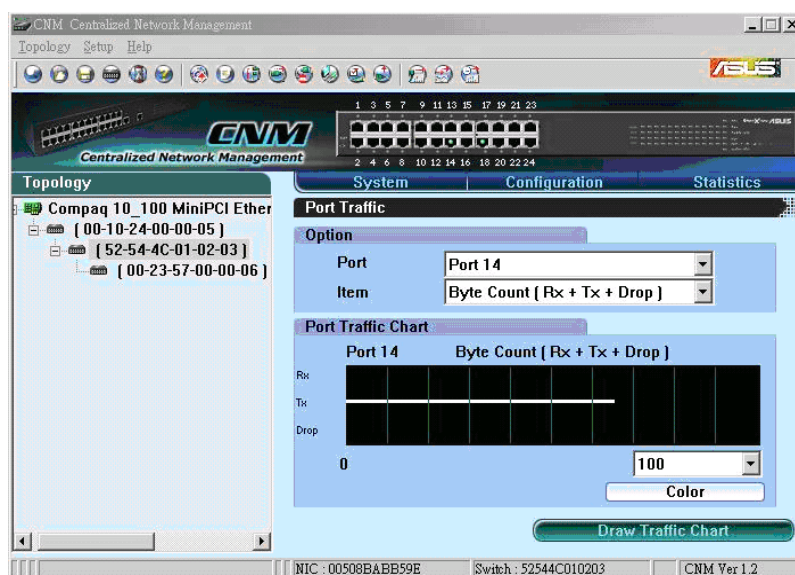 CNM Centralized Network Management
Topology Setup Help
ASUS
1 3 5 7 9 11 13 15 17 19 21 23
CNM
Centralized Network Management
2 4 6 8 10 12 14 16 18 20 22 24
ASUS
Topology
System Configuration Statistics
Compaq 10_100 MiniPCI Ether
( 00-10-24-00-00-05 )
( 52-54-4C-01-02-03 )
( 00-23-57-00-00-06 )
Port Traffic
Option
Port Port 14
Item Byte Count ( Rx + Tx + Drop )
Port Traffic Chart
Port 14 Byte Count ( Rx + Tx + Drop )
Rx
Tx
Drop
0 100
Color
Draw Traffic Chart
NIC : 00508BABB59E Switch : 52544C010203 CNM Ver 1.2